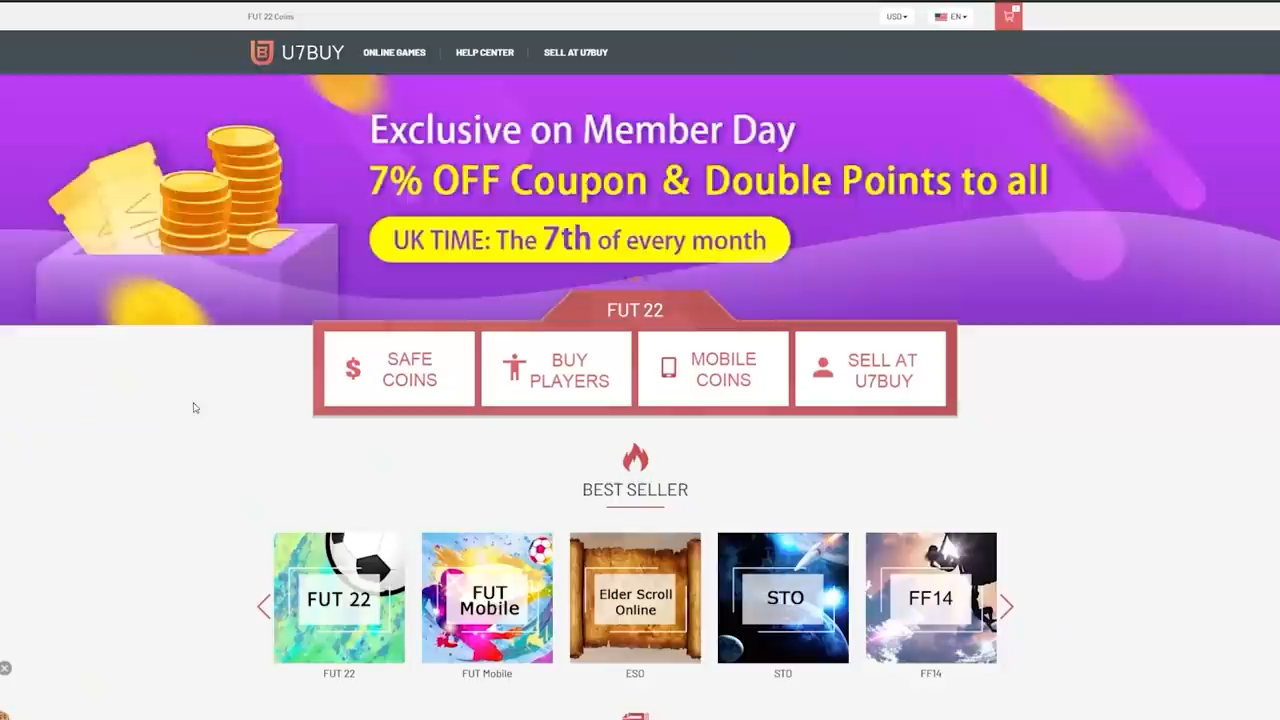 FUT 22 Coins
USD
EN
U7BUY
ONLINE GAMES
HELP CENTER
SELL AT U7BUY
Exclusive on Member Day
7% OFF Coupon & Double Points to all
UK TIME: The 7th of every month
FUT 22
$ SAFE
COINS
BUY
PLAYERS
MOBILE
COINS
SELL AT
U7BUY
BEST SELLER
FUT 22
FUT
Mobile
Elder Scroll
Online
STO
FF14
FUT 22
FUT Mobile
ESO
STO
FF14